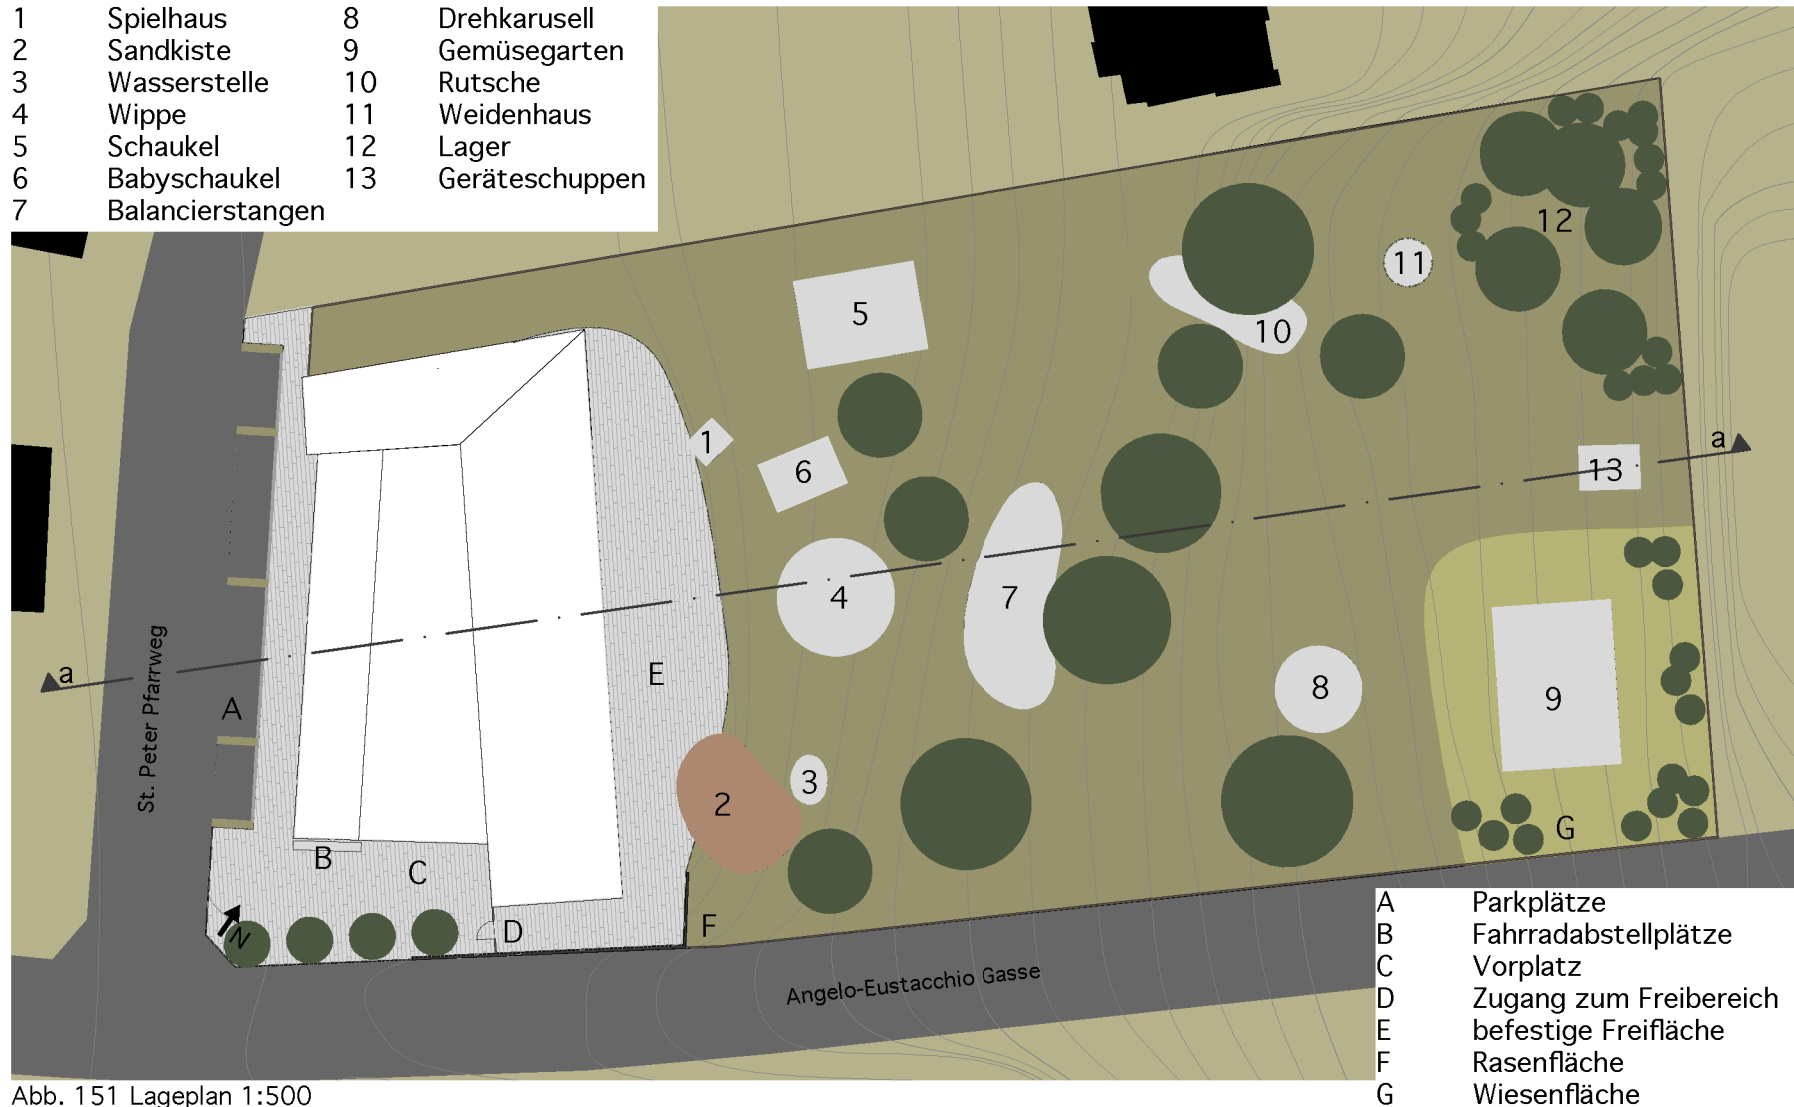 1 Spielhaus 8 Drehkarusell
2 Sandkiste 9 Gemüsegarten
3 Wasserstelle 10 Rutsche
4 Wippe 11 Weidenhaus
5 Schaukel 12 Lager
6 Babyschaukel 13 Geräteschuppen
7 Balancierstangen
12
11
5
10
1
a
6
13
4
7
a
E
8
9
A
St. Peter Pfarrweg
3
2
G
B
C
N
D
F
Angelo-Eustacchio Gasse
A Parkplätze
B Fahrradabstellplätze
C Vorplatz
D Zugang zum Freibereich
E befestige Freifläche
F Rasenfläche
G Wiesenfläche
Abb. 151 Lageplan 1:500